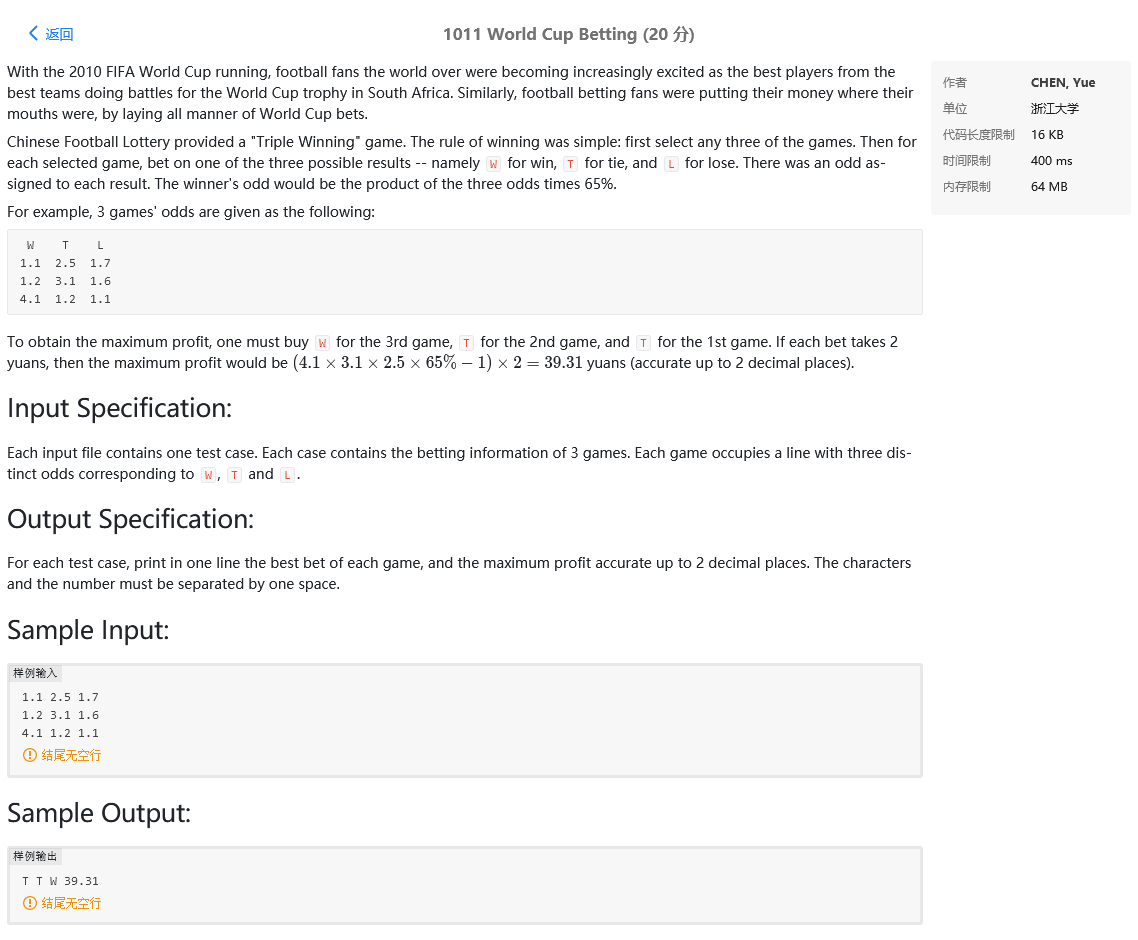 返回
1011 World Cup Betting (20 分)
With the 2010 FIFA World Cup running, football fans the world over were becoming increasingly excited as the best players from the
best teams doing battles for the World Cup trophy in South Africa. Similarly, football betting fans were putting their money where their
mouths were, by laying all manner of World Cup bets.
Chinese Football Lottery provided a "Triple Winning" game. The rule of winning was simple: first select any three of the games. Then for
each selected game, bet on one of the three possible results -- namely W for win, T for tie, and L for lose. There was an odd as-
signed to each result. The winner's odd would be the product of the three odds times 65%.
For example, 3 games' odds are given as the following:
W T L
1.1 2.5 1.7
1.2 3.1 1.6
4.1 1.2 1.1
To obtain the maximum profit, one must buy W for the 3rd game, T for the 2nd game, and T for the 1st game. If each bet takes 2
yuans, then the maximum profit would be (4.1 × 3.1 × 2.5 × 65% − 1) × 2 = 39.31 yuans (accurate up to 2 decimal places).
Input Specification:
Each input file contains one test case. Each case contains the betting information of 3 games. Each game occupies a line with three dis-
tinct odds corresponding to W, T and L.
Output Specification:
For each test case, print in one line the best bet of each game, and the maximum profit accurate up to 2 decimal places. The characters
and the number must be separated by one space.
Sample Input:
样例输入
1.1 2.5 1.7
1.2 3.1 1.6
4.1 1.2 1.1
结尾无空行
Sample Output:
样例输出
T T W 39.31
结尾无空行
作者 CHEN, Yue
单位 浙江大学
代码长度限制 16 KB
时间限制 400 ms
内存限制 64 MB